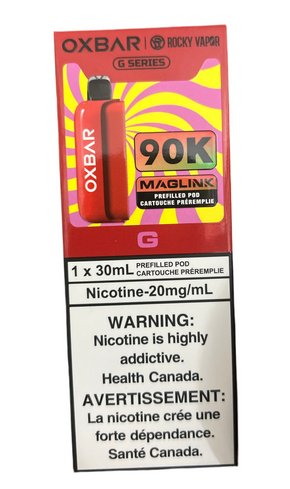 OXBAR | ROCKY VAPOR
G SERIES
OXBAR
90K
MAGLINK
PREFILLED POD
CARTOUCHE PRÉREMPLIE
G
1 x 30mL PREFILLED POD
CARTOUCHE PRÉREMPLIE
Nicotine-20mg/mL
WARNING:
Nicotine is highly
addictive.
Health Canada.
AVERTISSEMENT:
La nicotine crée une
forte dépendance.
Santé Canada.